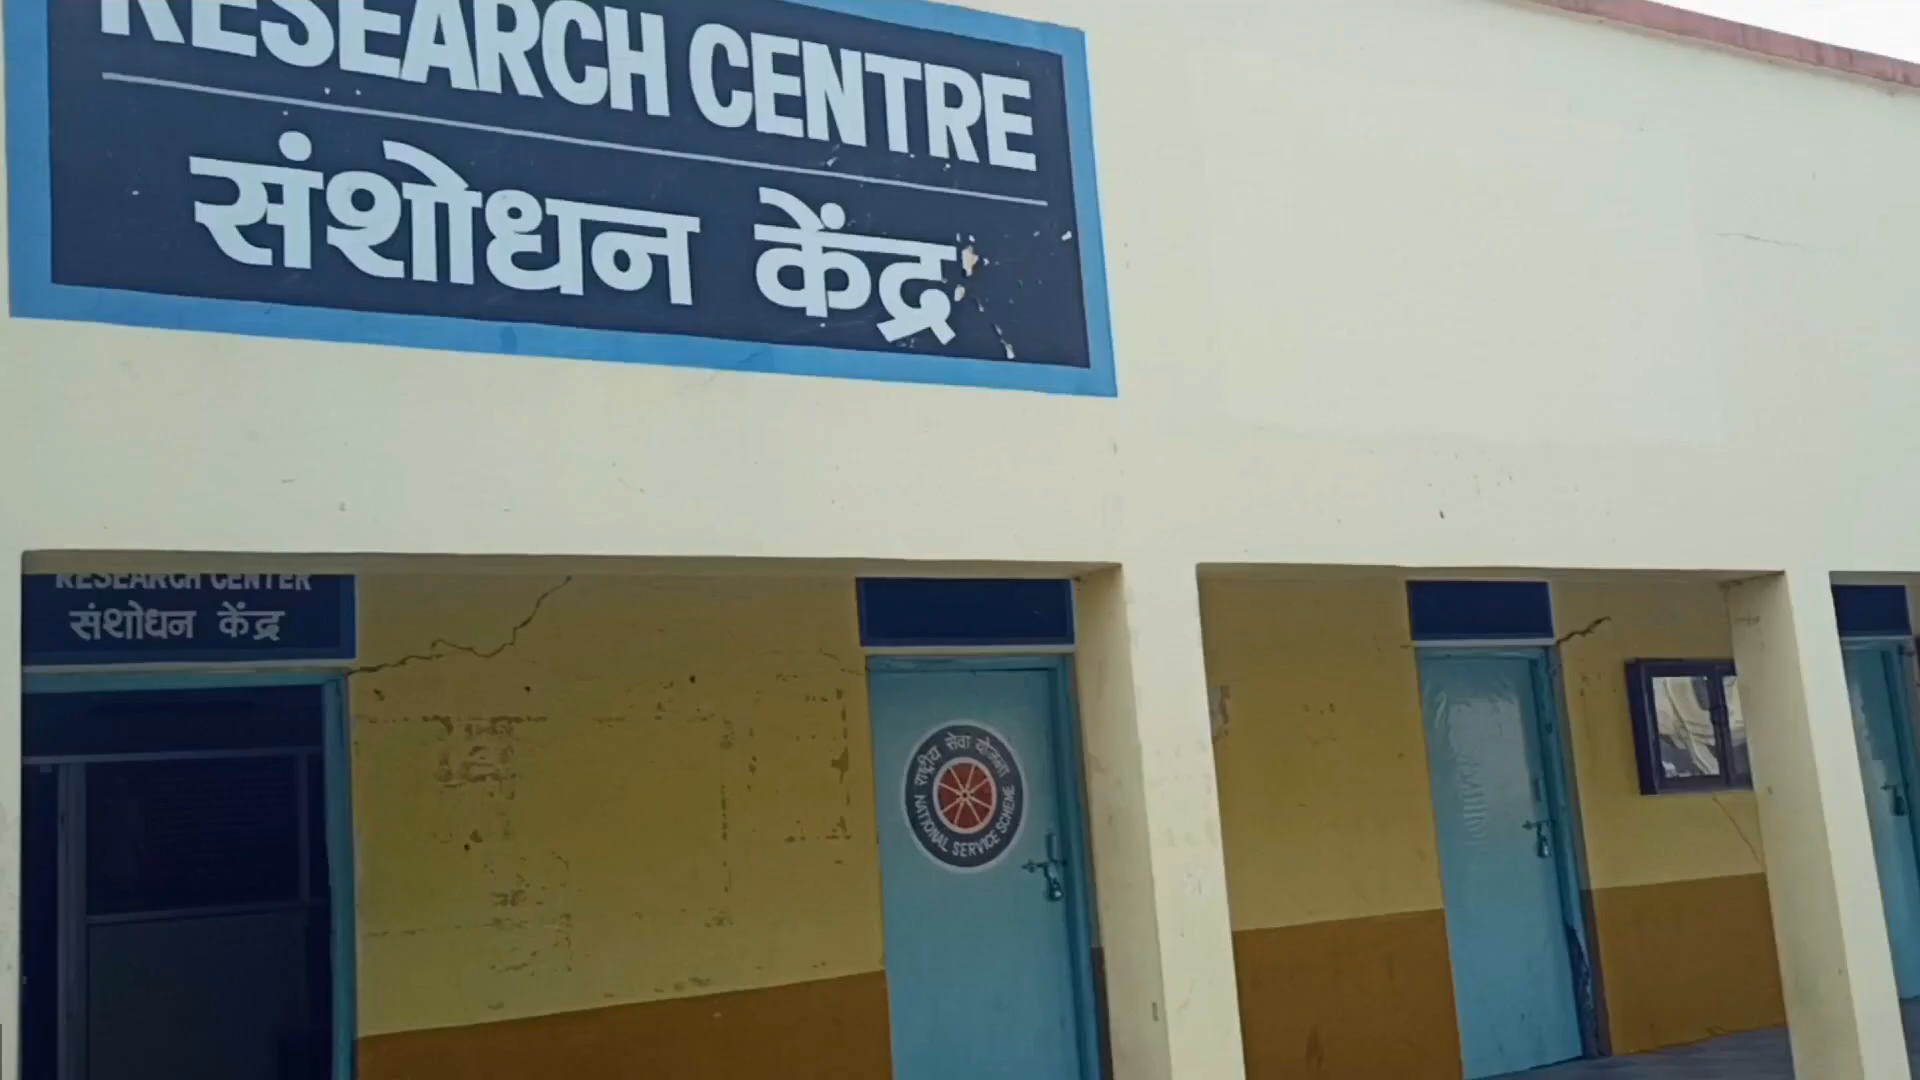 RESEARCH CENTRE
संशोधन केंद्र
RESEARCH CENTER
संशोधन केंद्र
राष्ट्रीय सेवा योजना
NATIONAL SERVICE SCHEME